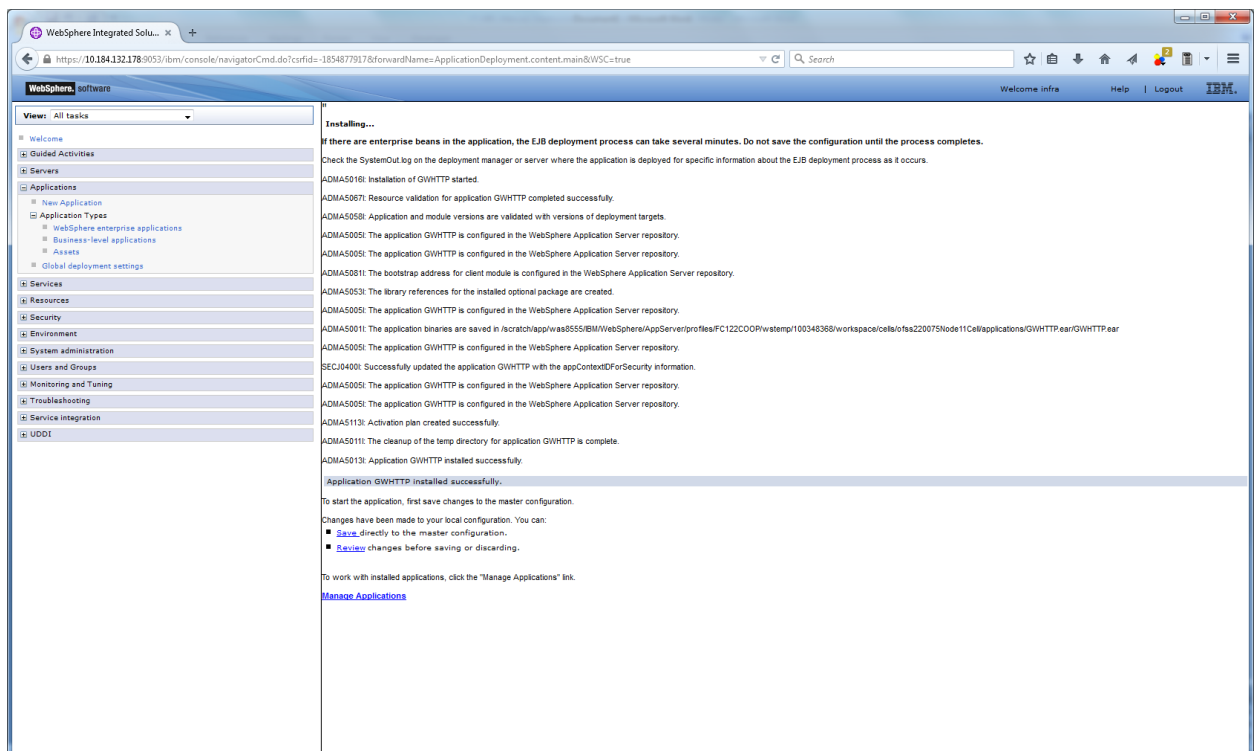 WebSphere Integrated Solu...
https://10.184.132.178:9053/ibm/console/navigatorCmd.do?csrfid=-1854877917&forwardName=ApplicationDeployment.content.main&WSC=true
Search
2
WebSphere. software
Welcome infra
Help | Logout
IBM.
View: All tasks
Welcome
Guided Activities
Servers
Applications
New Application
Application Types
WebSphere enterprise applications
Business-level applications
Assets
Global deployment settings
Services
Resources
Security
Environment
System administration
Users and Groups
Monitoring and Tuning
Troubleshooting
Service integration
UDDI
"
Installing...
If there are enterprise beans in the application, the EJB deployment process can take several minutes. Do not save the configuration until the process completes.
Check the SystemOut.log on the deployment manager or server where the application is deployed for specific information about the EJB deployment process as it occurs.
ADMA5016I: Installation of GWHTTP started.
ADMA5067I: Resource validation for application GWHTTP completed successfully.
ADMA5058I: Application and module versions are validated with versions of deployment targets.
ADMA5005I: The application GWHTTP is configured in the WebSphere Application Server repository.
ADMA5005I: The application GWHTTP is configured in the WebSphere Application Server repository.
ADMA5081I: The bootstrap address for client module is configured in the WebSphere Application Server repository.
ADMA5053I: The library references for the installed optional package are created.
ADMA5005I: The application GWHTTP is configured in the WebSphere Application Server repository.
ADMA5001I: The application binaries are saved in /scratch/app/was8555/IBM/WebSphere/AppServer/profiles/FC122COOP/wstemp/100348368/workspace/cells/ofss220075Node11Cell/applications/GWHTTP.ear/GWHTTP.ear
ADMA5005I: The application GWHTTP is configured in the WebSphere Application Server repository.
SECJ0400I: Successfully updated the application GWHTTP with the appContextIDForSecurity information.
ADMA5005I: The application GWHTTP is configured in the WebSphere Application Server repository.
ADMA5005I: The application GWHTTP is configured in the WebSphere Application Server repository.
ADMA5113I: Activation plan created successfully.
ADMA5011I: The cleanup of the temp directory for application GWHTTP is complete.
ADMA5013I: Application GWHTTP installed successfully.
Application GWHTTP installed successfully.
To start the application, first save changes to the master configuration.
Changes have been made to your local configuration. You can:
Save directly to the master configuration.
Review changes before saving or discarding.
To work with installed applications, click the "Manage Applications" link.
Manage Applications